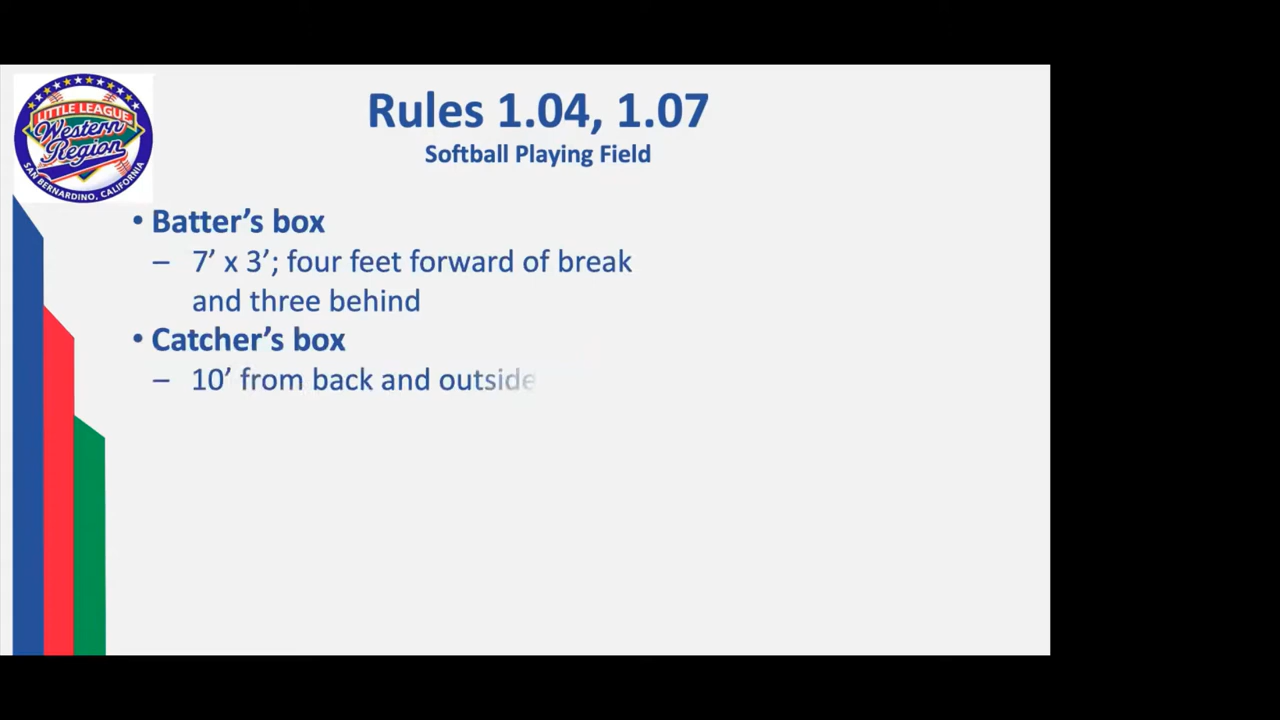 LITTLE LEAGUE
Western
Region
SAN BERNARDINO, CALIFORNIA
Rules 1.04, 1.07
Softball Playing Field
• Batter’s box
– 7’ x 3’; four feet forward of break
and three behind
• Catcher’s box
– 10’ from back and outside